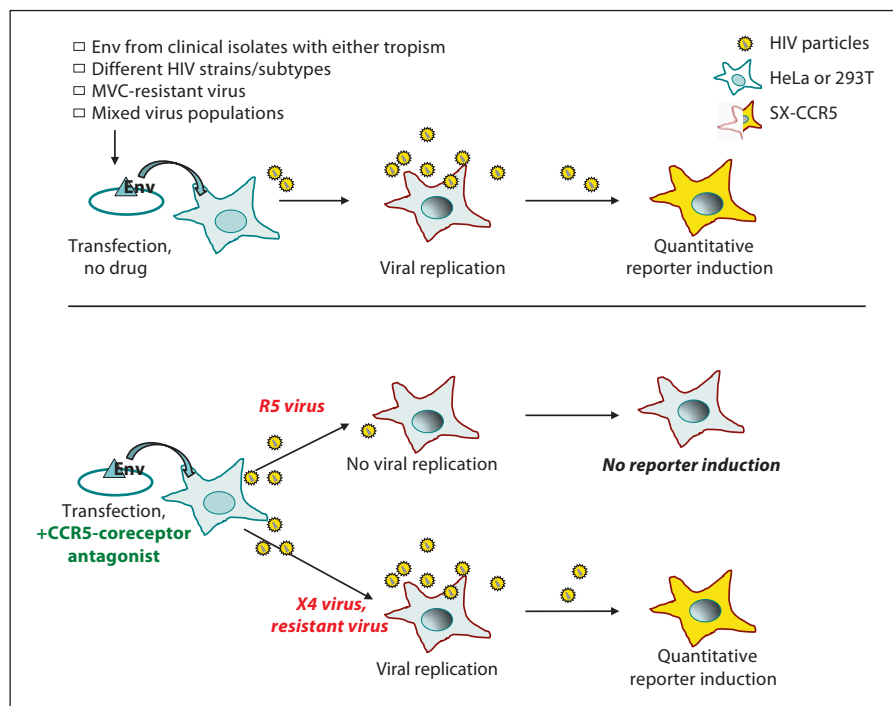 □ Env from clinical isolates with either tropism
□ Different HIV strains/subtypes
□ MVC-resistant virus
□ Mixed virus populations
HIV particles
HeLa or 293T
SX-CCR5
Env
Transfection,
no drug
Viral replication
Quantitative
reporter induction
R5 virus
No viral replication
No reporter induction
Env
Transfection,
+CCR5-coreceptor
antagonist
X4 virus,
resistant virus
Viral replication
Quantitative
reporter induction